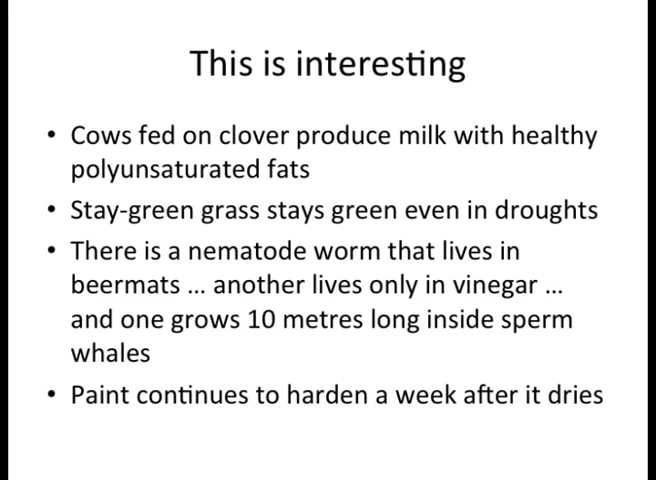 This is interesting
• Cows fed on clover produce milk with healthy
polyunsaturated fats
• Stay-green grass stays green even in droughts
• There is a nematode worm that lives in
beermats ... another lives only in vinegar ...
and one grows 10 metres long inside sperm
whales
• Paint continues to harden a week after it dries